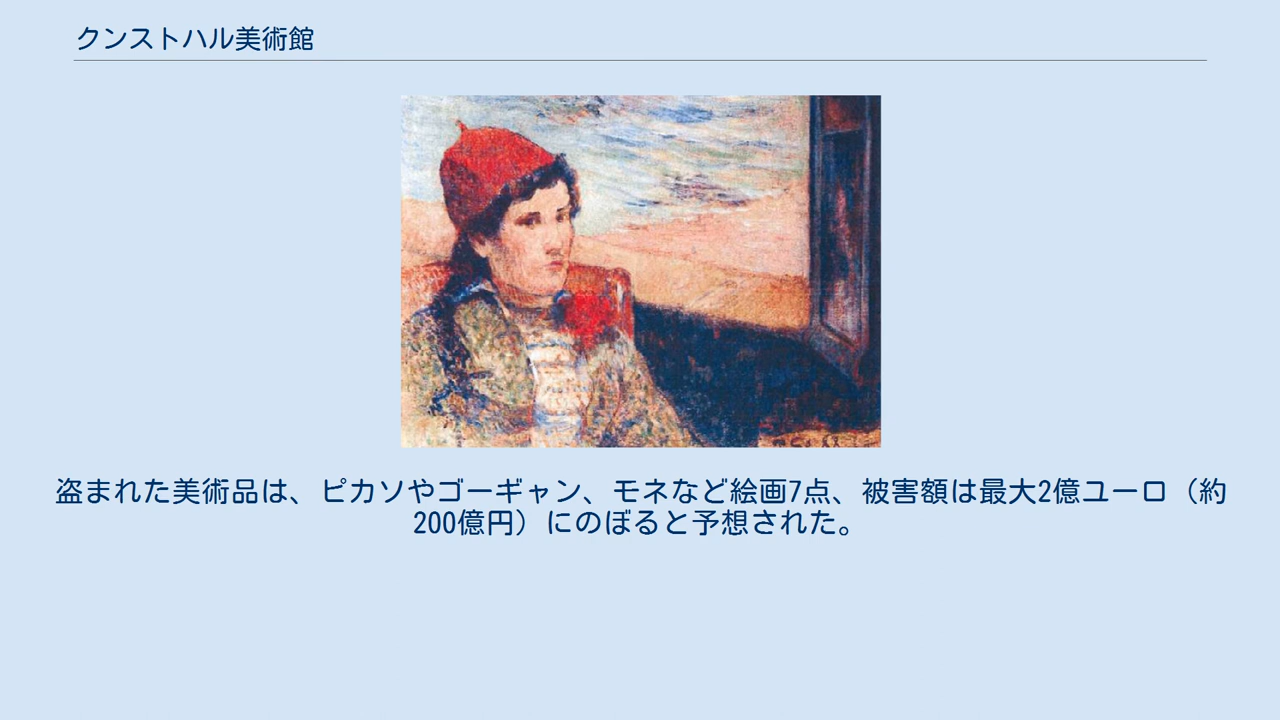 クンストハル美術館
盗まれた美術品は、ピカソやゴーギャン、モネなど絵画7点、被害額は最大2億ユーロ（約
200億円）にのぼると予想された。